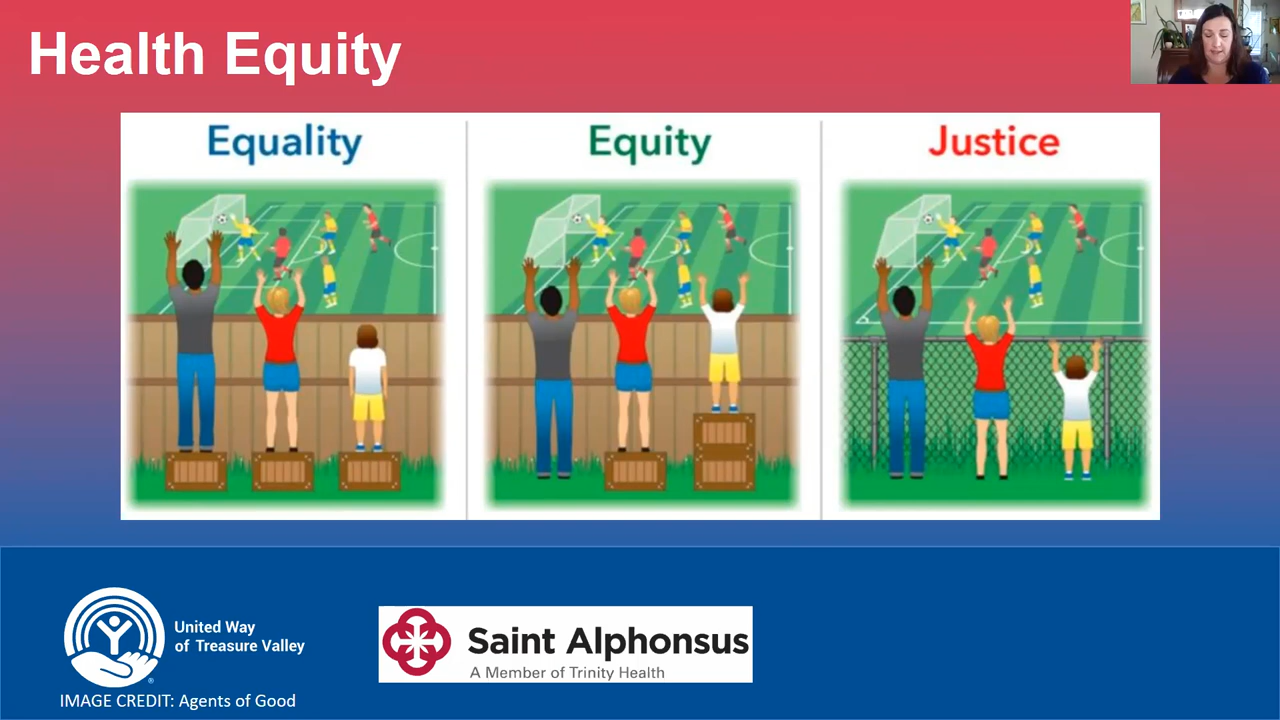 Health Equity
Equality
Equity
Justice
United Way
of Treasure Valley
®
Saint Alphonsus
A Member of Trinity Health
IMAGE CREDIT: Agents of Good